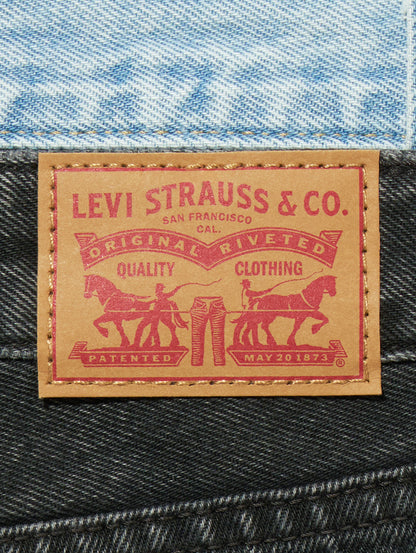 LEVI STRAUSS & CO.
SAN FRANCISCO
CAL.
ORIGINAL RIVETED
QUALITY CLOTHING
PATENTED MAY 20 1873 ®